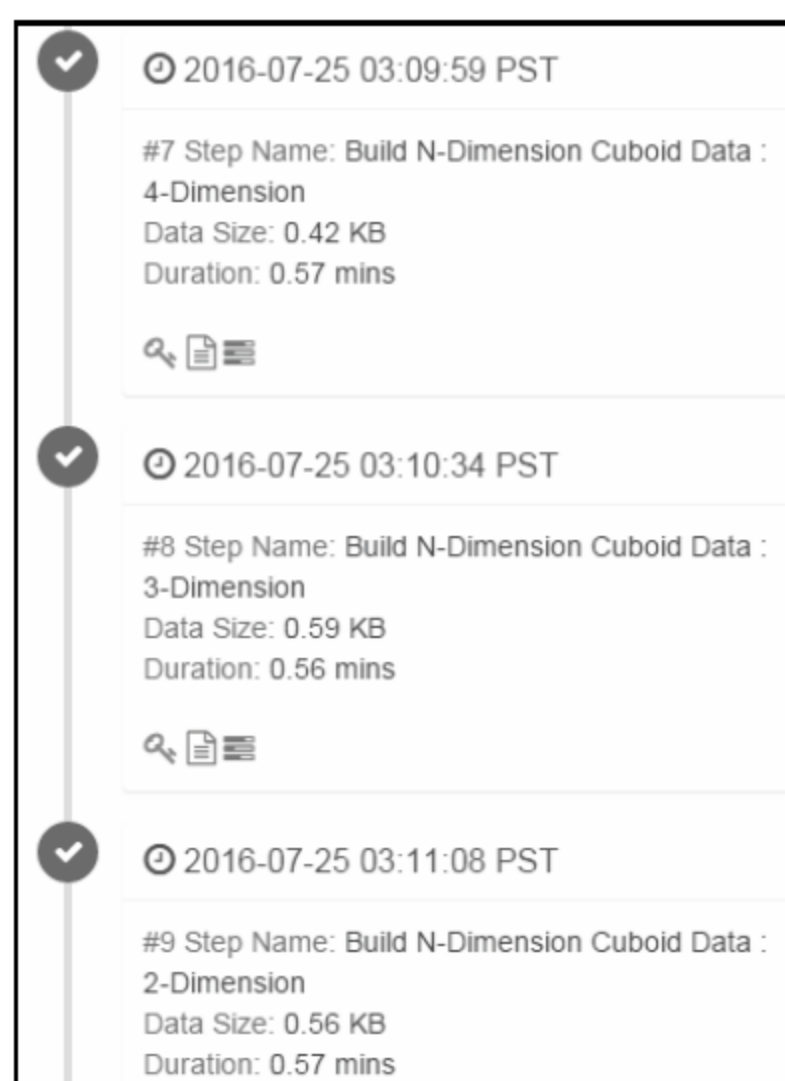 2016-07-25 03:09:59 PST
#7 Step Name: Build N-Dimension Cuboid Data :
4-Dimension
Data Size: 0.42 KB
Duration: 0.57 mins
2016-07-25 03:10:34 PST
#8 Step Name: Build N-Dimension Cuboid Data :
3-Dimension
Data Size: 0.59 KB
Duration: 0.56 mins
2016-07-25 03:11:08 PST
#9 Step Name: Build N-Dimension Cuboid Data :
2-Dimension
Data Size: 0.56 KB
Duration: 0.57 mins